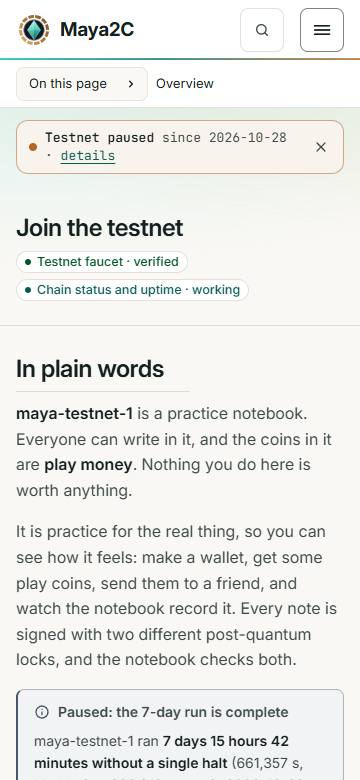 Maya2C
On this page
Overview
Testnet paused since 2026-10-28
· details
Join the testnet
Testnet faucet · verified
Chain status and uptime · working
In plain words
maya-testnet-1 is a practice notebook.
Everyone can write in it, and the coins in it
are play money. Nothing you do here is
worth anything.
It is practice for the real thing, so you can
see how it feels: make a wallet, get some
play coins, send them to a friend, and
watch the notebook record it. Every note is
signed with two different post-quantum
locks, and the notebook checks both.
Paused: the 7-day run is complete
maya-testnet-1 ran 7 days 15 hours 42
minutes without a single halt (661,357 s,